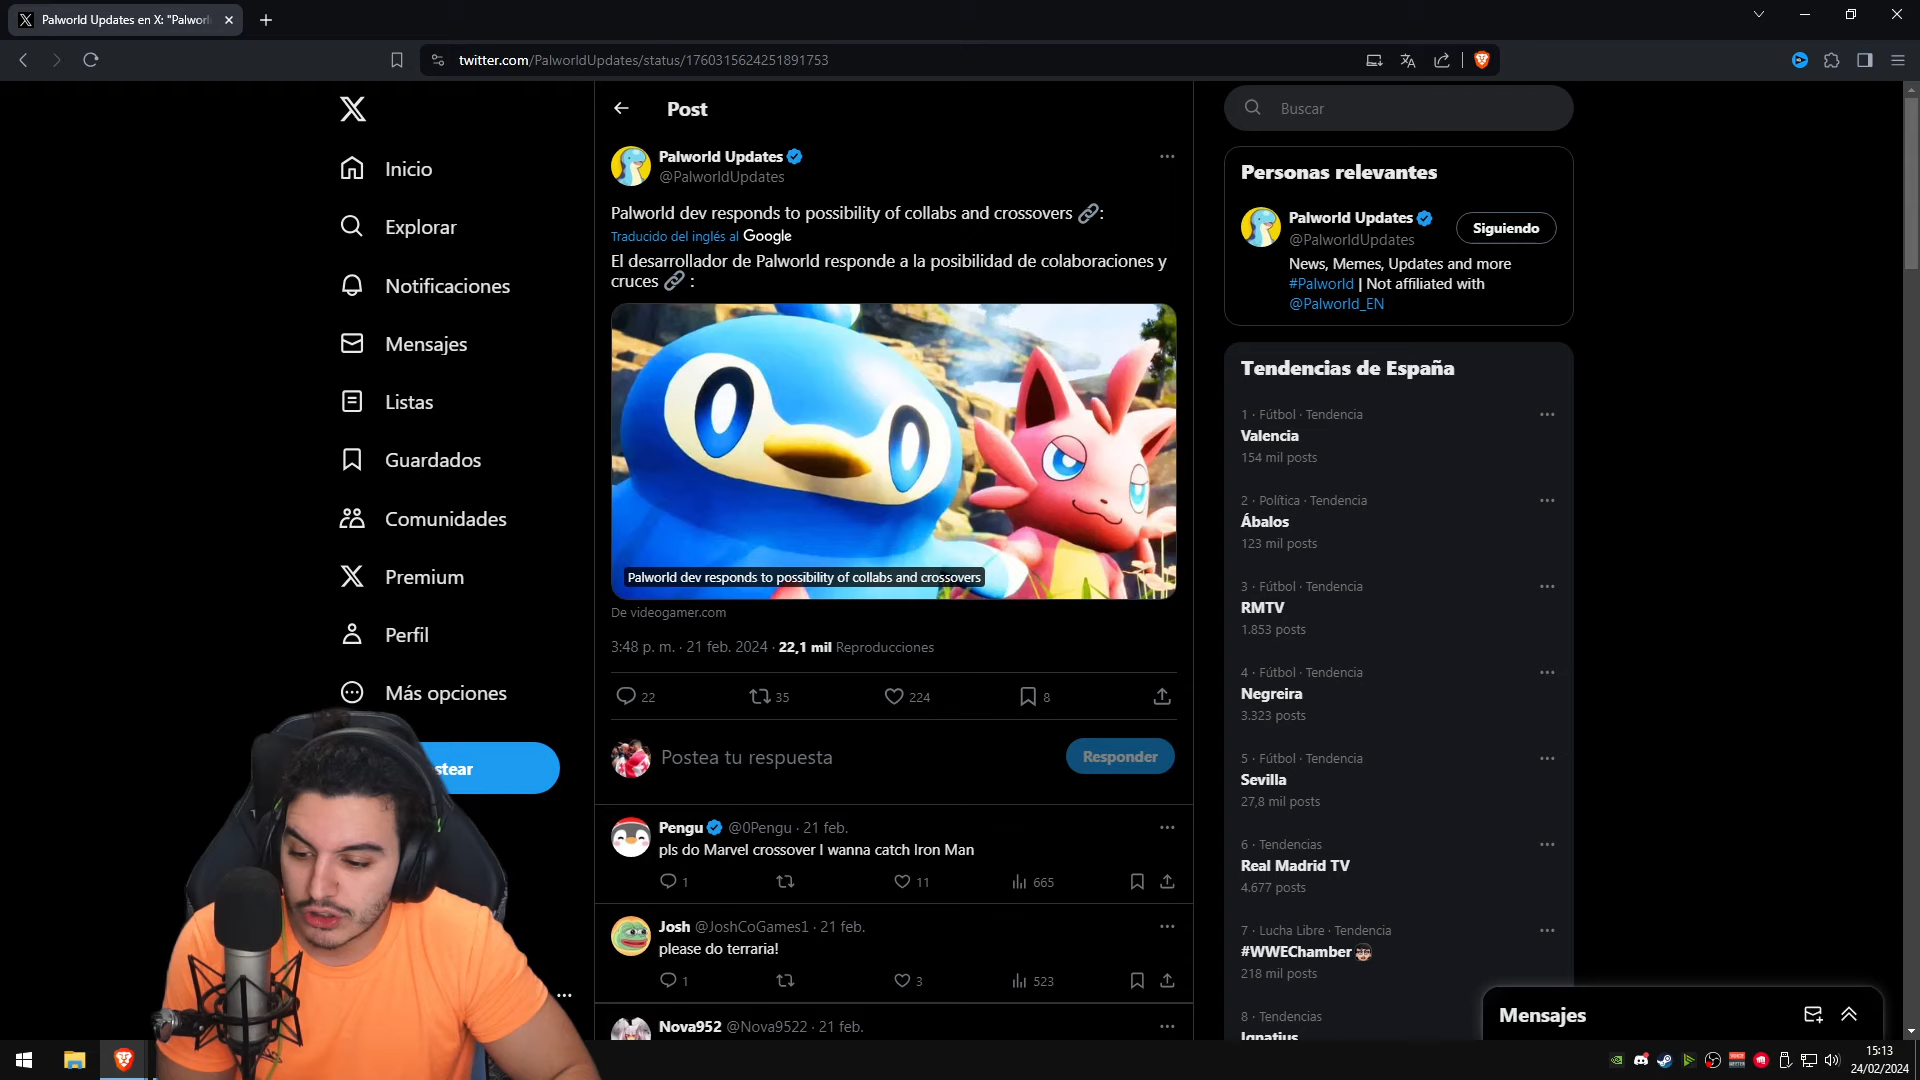 Palworld Updates en X: "Palworl
twitter.com/PalworldUpdates/status/1760315624251891753
Inicio
Explorar
Notificaciones
Mensajes
Listas
Guardados
Comunidades
Premium
Perfil
Más opciones
stear
Post
Palworld Updates
@PalworldUpdates
Palworld dev responds to possibility of collabs and crossovers 🔗:
Traducido del inglés al Google
El desarrollador de Palworld responde a la posibilidad de colaboraciones y
cruces 🔗 :
Palworld dev responds to possibility of collabs and crossovers
De videogamer.com
3:48 p. m. · 21 feb. 2024 · 22,1 mil Reproducciones
22 35 224 8
Postea tu respuesta
Responder
Pengu @0Pengu · 21 feb.
pls do Marvel crossover I wanna catch Iron Man
1 11 665
Josh @JoshCoGames1 · 21 feb.
please do terraria!
1 3 523
Nova952 @Nova9522 · 21 feb.
Buscar
Personas relevantes
Palworld Updates
@PalworldUpdates
Siguiendo
News, Memes, Updates and more
#Palworld | Not affiliated with
@Palworld_EN
Tendencias de España
1 · Fútbol · Tendencia
Valencia
154 mil posts
2 · Política · Tendencia
Ábalos
123 mil posts
3 · Fútbol · Tendencia
RMTV
1.853 posts
4 · Fútbol · Tendencia
Negreira
3.323 posts
5 · Fútbol · Tendencia
Sevilla
27,8 mil posts
6 · Tendencias
Real Madrid TV
4.677 posts
7 · Lucha Libre · Tendencia
#WWEChamber
218 mil posts
8 · Tendencias
Ignatius
Mensajes
15:13
24/02/2024